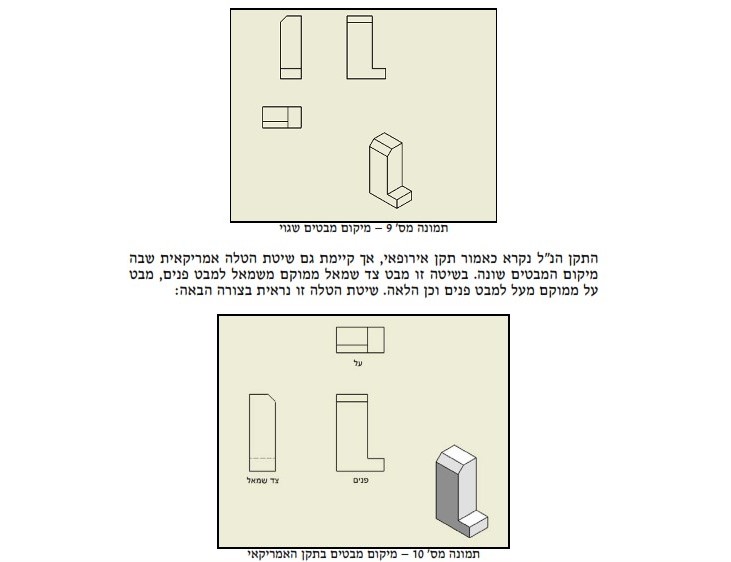 תמונה מס' 9 – מיקום מבטים שגוי
התקן הנ"ל נקרא כאמור תקן אירופאי, אך קיימת גם שיטת הטלה אמריקאית שבה
מיקום המבטים שונה. בשיטה זו מבט צד שמאל ממוקם משמאל למבט פנים, מבט
על ממוקם מעל למבט פנים וכן הלאה. שיטת הטלה זו נראית בצורה הבאה:
על
פנים
צד שמאל
תמונה מס' 10 – מיקום מבטים בתקן האמריקאי